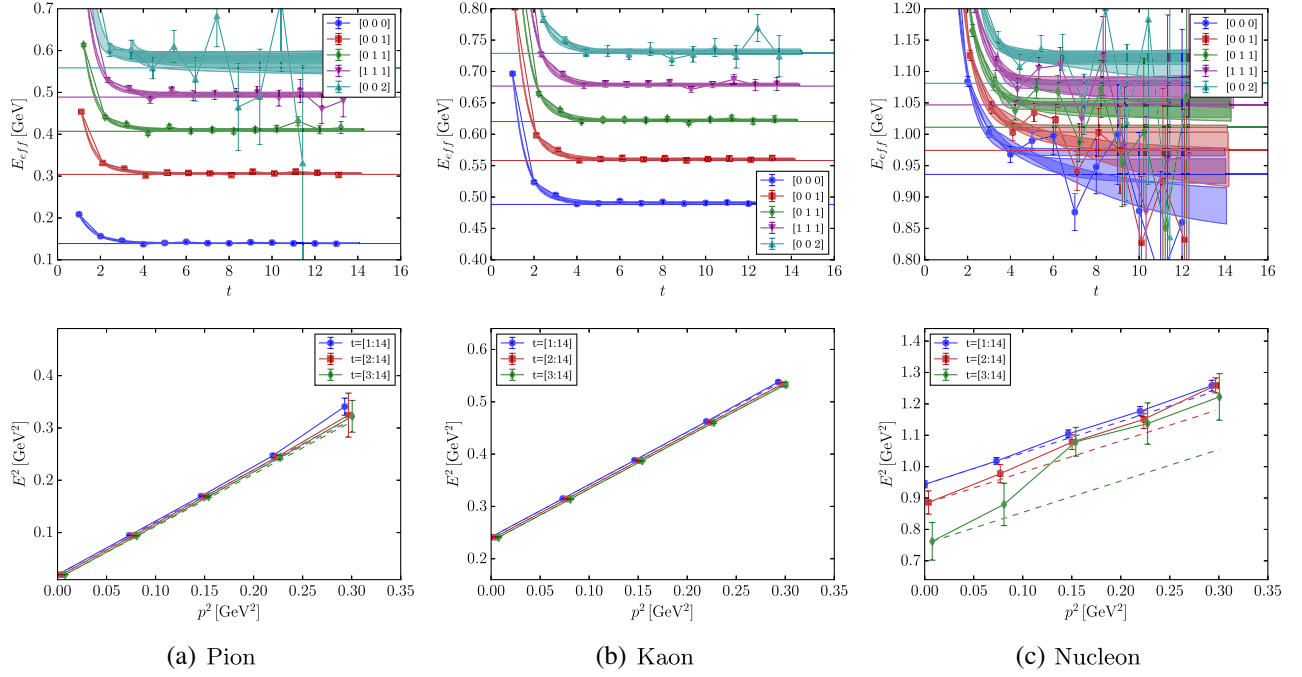 0.7
0.6
0.5
0.4
0.3
0.2
0.1
0 2 4 6 8 10 12 14 16
E_eff [GeV]
t
[0 0 0]
[0 0 1]
[0 1 1]
[1 1 1]
[0 0 2]
0.80
0.75
0.70
0.65
0.60
0.55
0.50
0.45
0.40
0 2 4 6 8 10 12 14 16
E_eff [GeV]
t
[0 0 0]
[0 0 1]
[0 1 1]
[1 1 1]
[0 0 2]
1.20
1.15
1.10
1.05
1.00
0.95
0.90
0.85
0.80
0 2 4 6 8 10 12 14 16
E_eff [GeV]
t
[0 0 0]
[0 0 1]
[0 1 1]
[1 1 1]
[0 0 2]
0.4
0.3
0.2
0.1
0.00 0.05 0.10 0.15 0.20 0.25 0.30 0.35
E² [GeV²]
p² [GeV²]
t=[1:14]
t=[2:14]
t=[3:14]
0.6
0.5
0.4
0.3
0.2
0.00 0.05 0.10 0.15 0.20 0.25 0.30 0.35
E² [GeV²]
p² [GeV²]
t=[1:14]
t=[2:14]
t=[3:14]
1.4
1.3
1.2
1.1
1.0
0.9
0.8
0.7
0.00 0.05 0.10 0.15 0.20 0.25 0.30 0.35
E² [GeV²]
p² [GeV²]
t=[1:14]
t=[2:14]
t=[3:14]
(a) Pion
(b) Kaon
(c) Nucleon